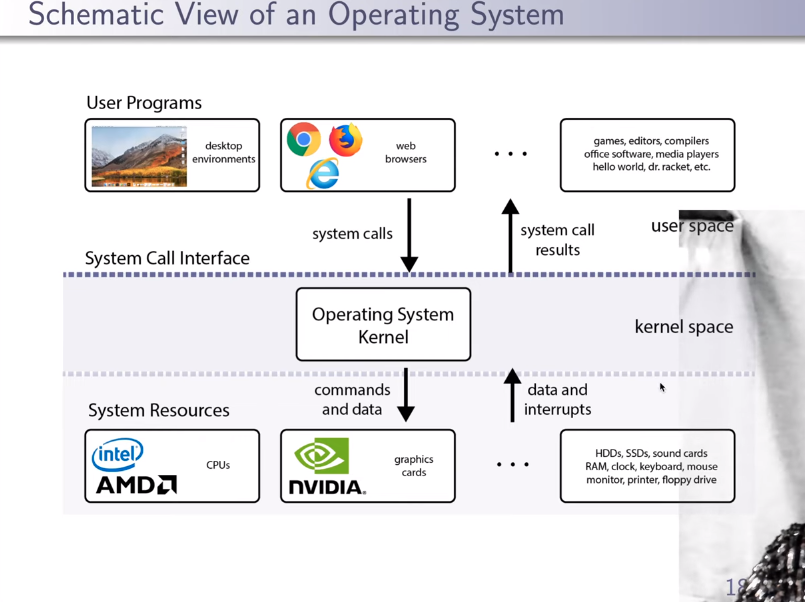 Schematic View of an Operating System
User Programs
desktop
environments
web
browsers
...
games, editors, compilers
office software, media players
hello world, dr. racket, etc.
system calls
system call
results
user space
System Call Interface
Operating System
Kernel
kernel space
commands
and data
data and
interrupts
System Resources
intel
AMD
CPUs
NVIDIA.
graphics
cards
...
HDDs, SSDs, sound cards
RAM, clock, keyboard, mouse
monitor, printer, floppy drive
18